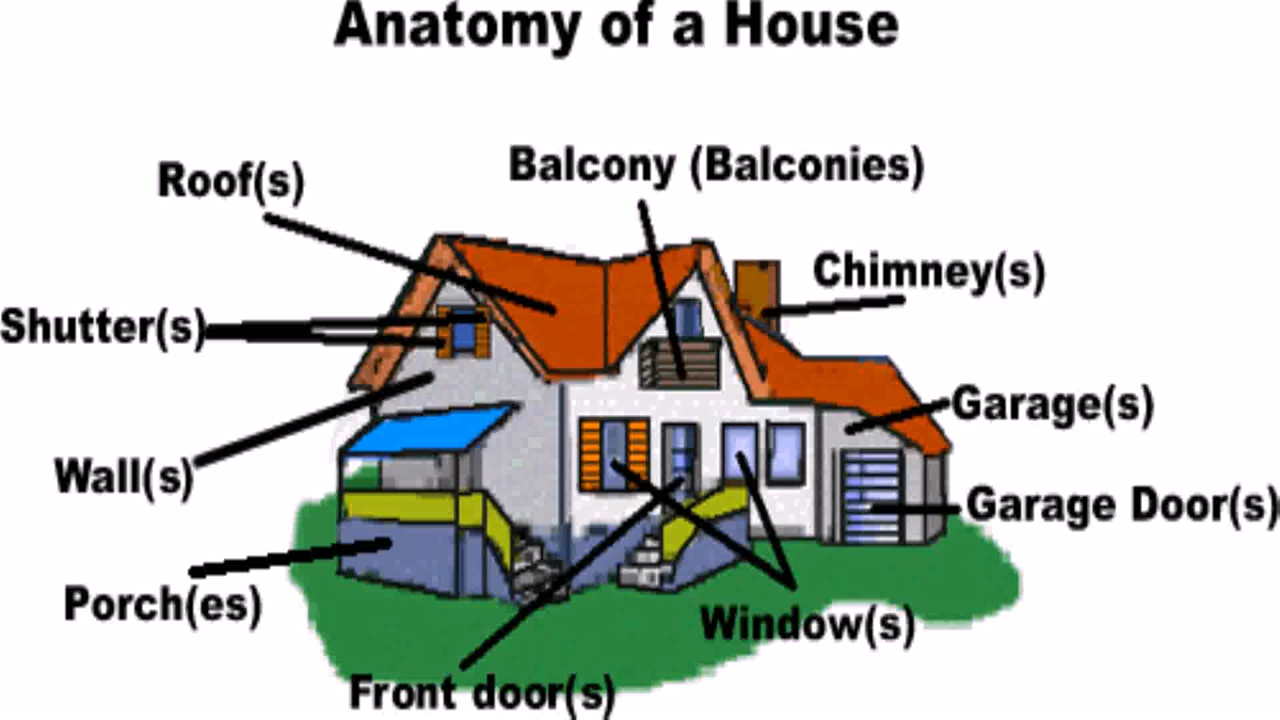 Anatomy of a House
Roof(s)
Balcony (Balconies)
Chimney(s)
Shutter(s)
Garage(s)
Wall(s)
Garage Door(s)
Porch(es)
Window(s)
Front door(s)